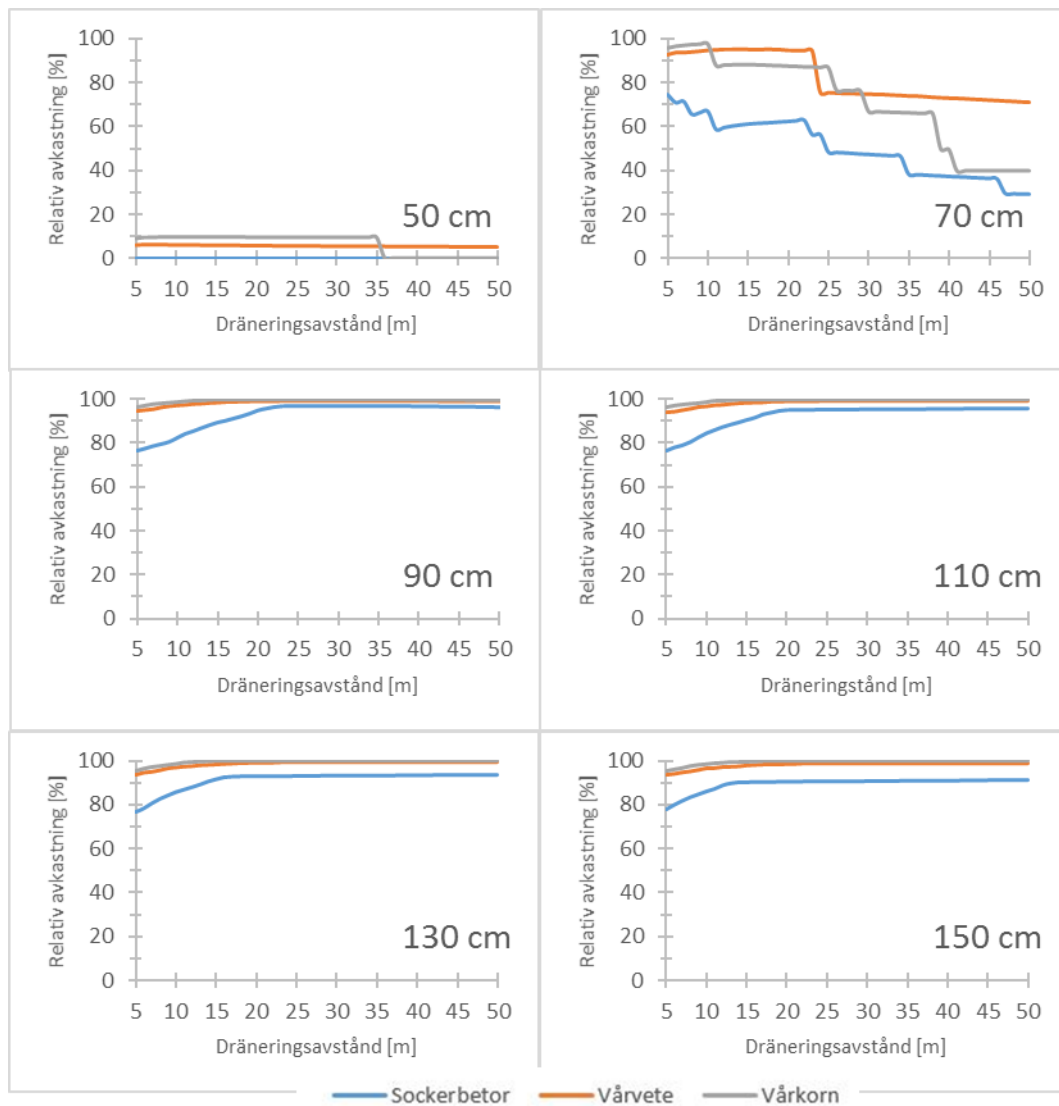 Relativ avkastning [%]
100
80
60
40
20
0
50 cm
5 10 15 20 25 30 35 40 45 50
Dräneringsavstånd [m]
Relativ avkastning [%]
100
80
60
40
20
0
70 cm
5 10 15 20 25 30 35 40 45 50
Dräneringsavstånd [m]
Relativ avkastning [%]
100
80
60
40
20
0
90 cm
5 10 15 20 25 30 35 40 45 50
Dräneringsavstånd [m]
Relativ avkastning [%]
100
80
60
40
20
0
110 cm
5 10 15 20 25 30 35 40 45 50
Dräneringstånd [m]
Relativ avkastning [%]
100
80
60
40
20
0
130 cm
5 10 15 20 25 30 35 40 45 50
Dräneringsavstånd [m]
Relativ avkastning [%]
100
80
60
40
20
0
150 cm
5 10 15 20 25 30 35 40 45 50
Dräneringsavstånd [m]
Sockerbetor Vårvete Vårkorn